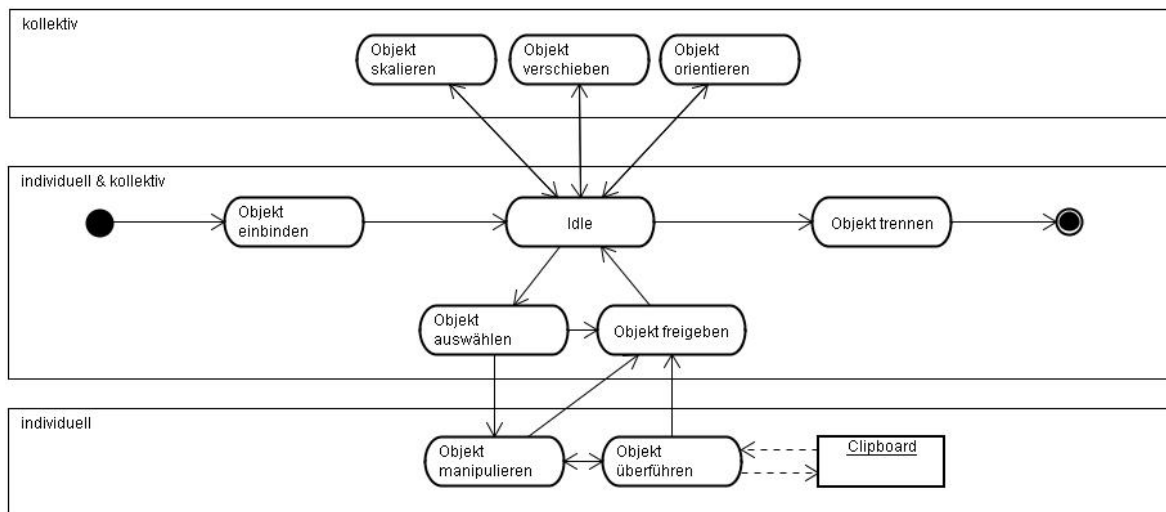 kollektiv
Objekt
skalieren
Objekt
verschieben
Objekt
orientieren
individuell & kollektiv
Objekt
einbinden
Idle
Objekt trennen
Objekt
auswählen
Objekt freigeben
individuell
Objekt
manipulieren
Objekt
überführen
Clipboard